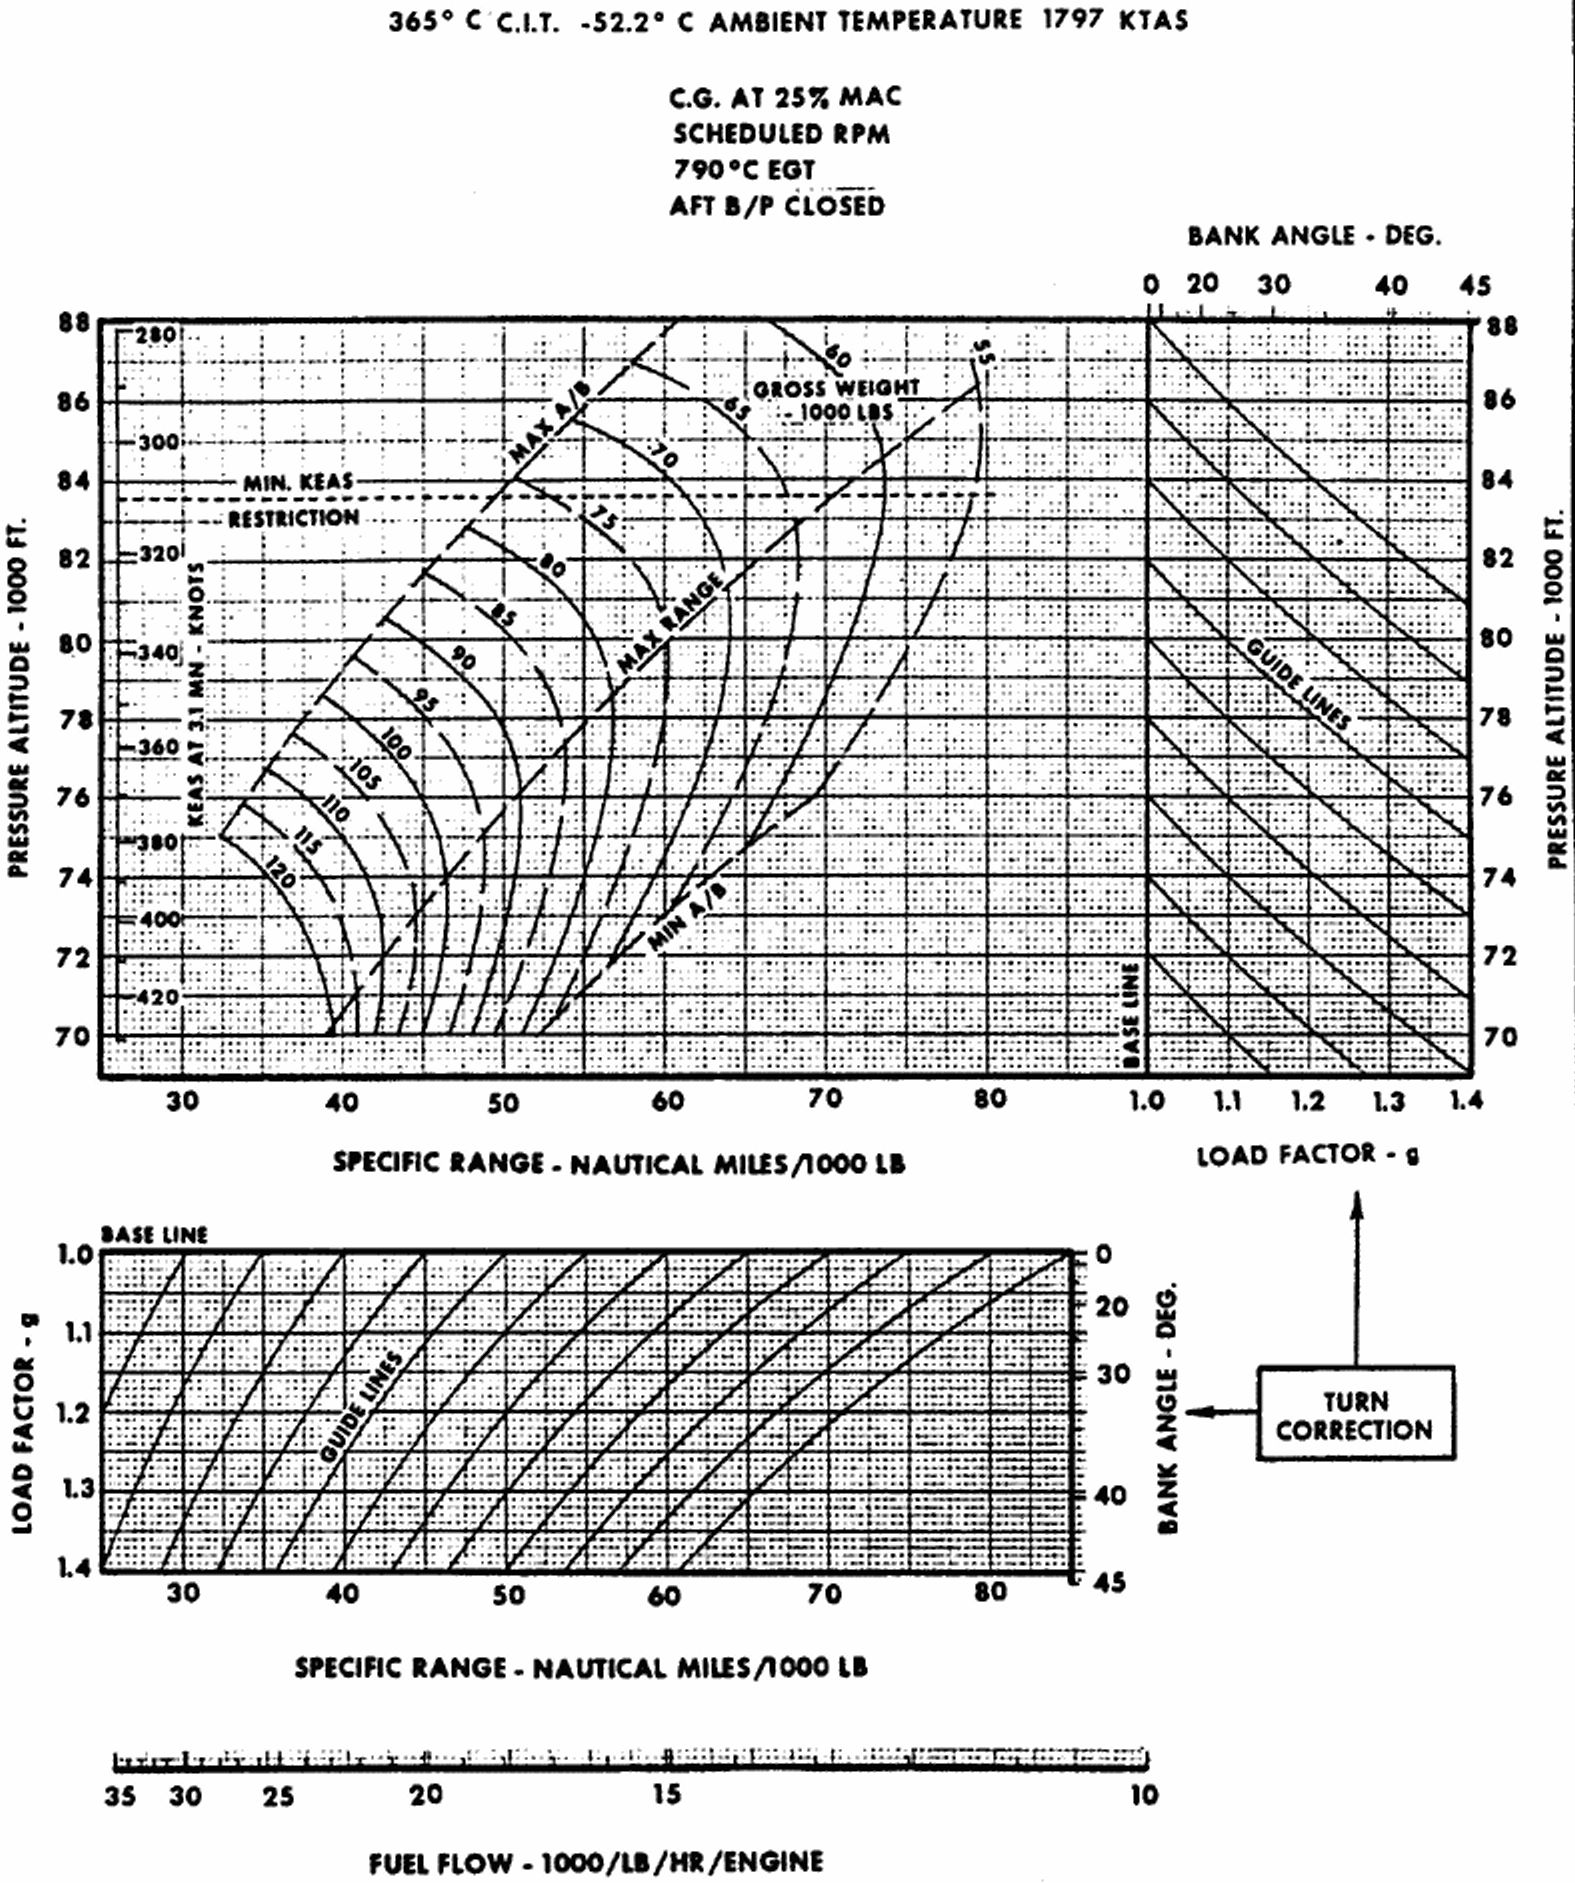 365° C C.I.T. -52.2° C AMBIENT TEMPERATURE 1797 KTAS
C.G. AT 25% MAC
SCHEDULED RPM
790°C EGT
AFT B/P CLOSED
BANK ANGLE - DEG.
0 20 30 40 45
88 86 84 82 80 78 76 74 72 70
PRESSURE ALTITUDE - 1000 FT.
280 300 320 340 360 380 400 420
KEAS AT 3.1 MN - KNOTS
MIN. KEAS
RESTRICTION
MAX A/B
MAX RANGE
MIN A/B
GROSS WEIGHT
- 1000 LBS
55 60 65 70 75 80 85 90 95 100 105 110 115 120
GUIDE LINES
BASE LINE
88 86 84 82 80 78 76 74 72 70
PRESSURE ALTITUDE - 1000 FT.
30 40 50 60 70 80
1.0 1.1 1.2 1.3 1.4
SPECIFIC RANGE - NAUTICAL MILES/1000 LB
LOAD FACTOR - g
BASE LINE
1.0 1.1 1.2 1.3 1.4
LOAD FACTOR - g
GUIDE LINES
0 20 30 40 45
BANK ANGLE - DEG.
TURN
CORRECTION
30 40 50 60 70 80
SPECIFIC RANGE - NAUTICAL MILES/1000 LB
35 30 25 20 15 10
FUEL FLOW - 1000/LB/HR/ENGINE